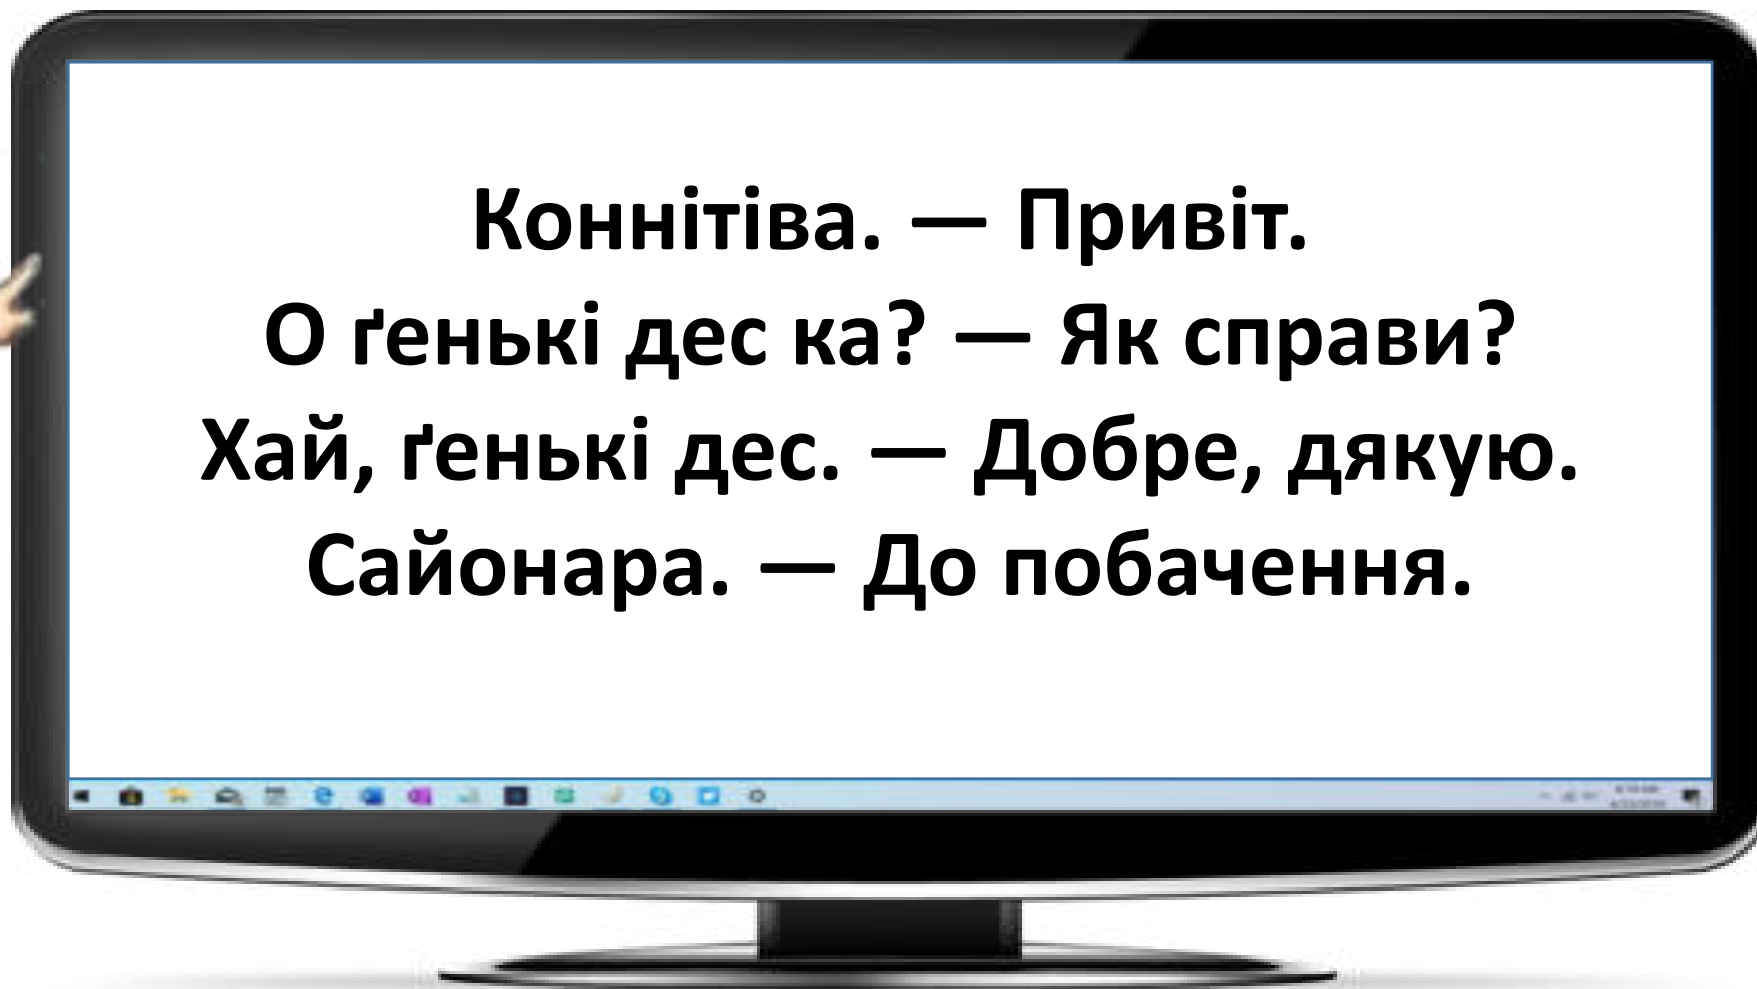 Коннітіва. — Привіт.
О ґенькі дес ка? — Як справи?
Хай, ґенькі дес. — Добре, дякую.
Сайонара. — До побачення.